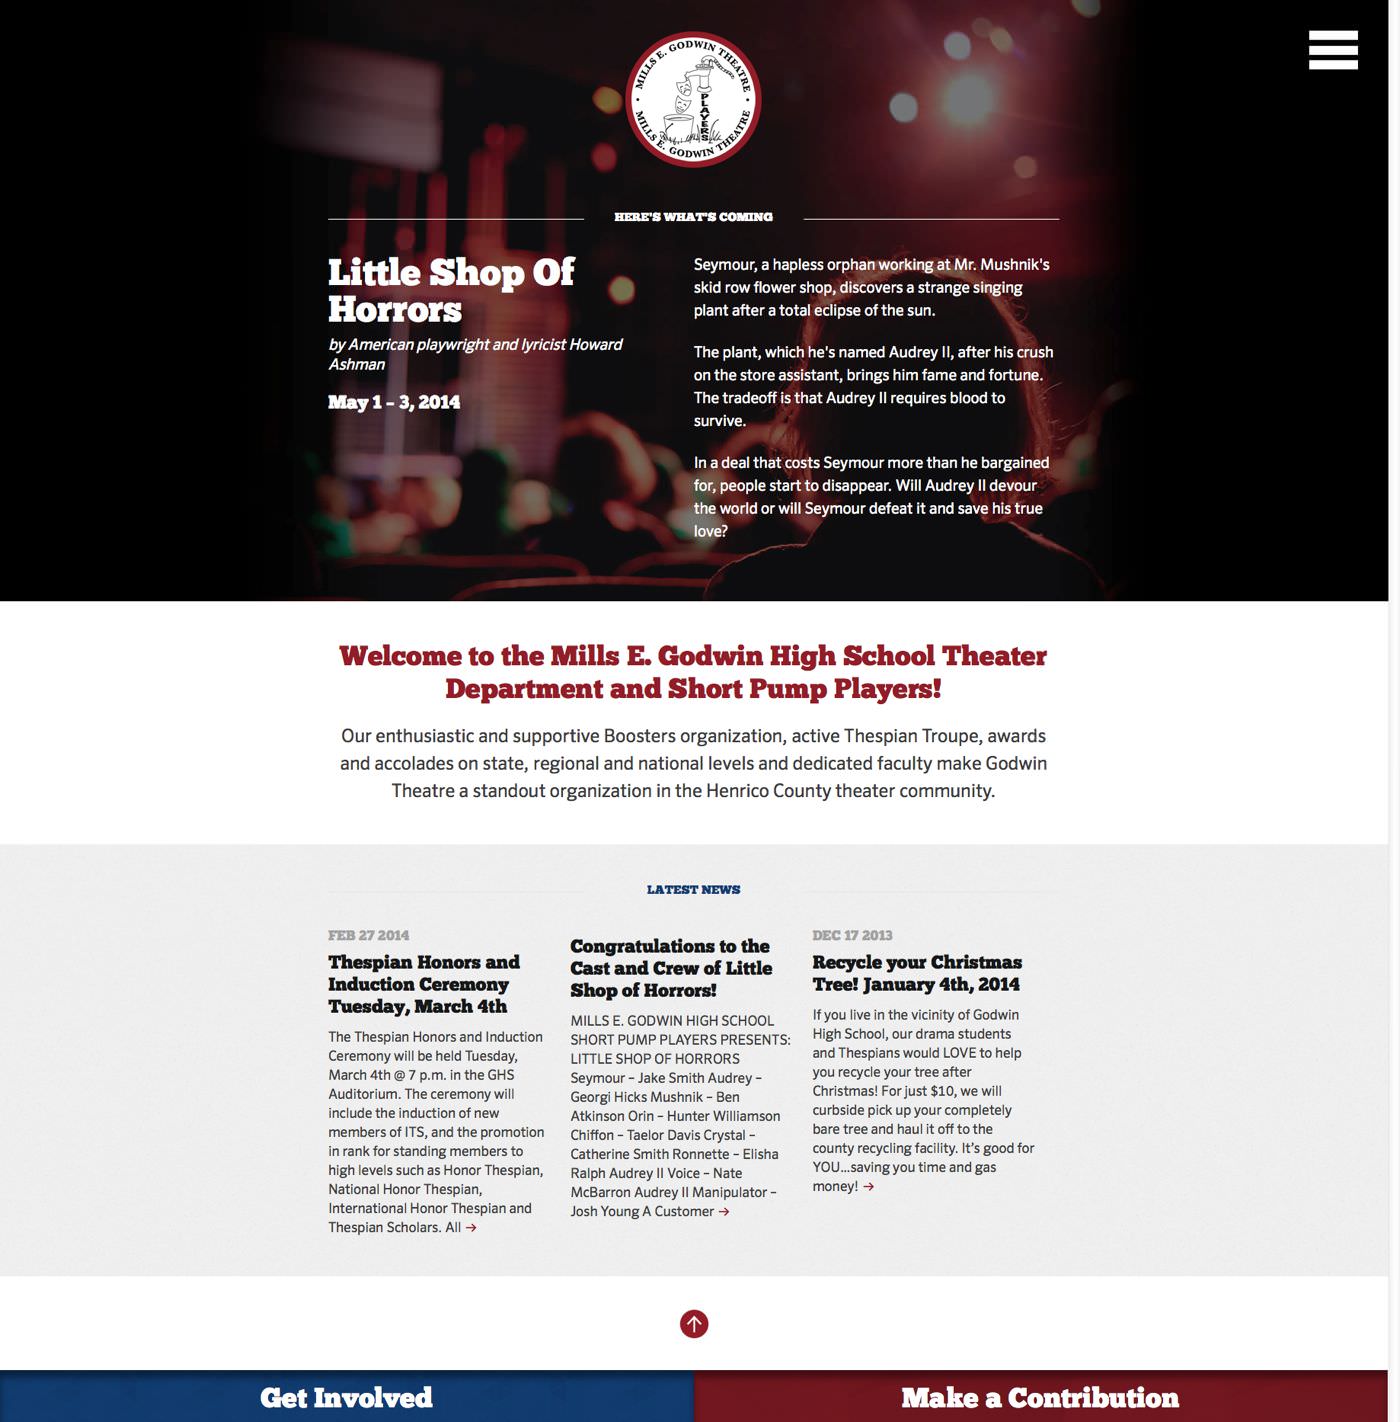 MILLS E. GODWIN THEATRE
PLAYERS
MILLS E. GODWIN THEATRE
HERE'S WHAT'S COMING
Little Shop Of
Horrors
by American playwright and lyricist Howard
Ashman
May 1 – 3, 2014
Seymour, a hapless orphan working at Mr. Mushnik's
skid row flower shop, discovers a strange singing
plant after a total eclipse of the sun.
The plant, which he's named Audrey II, after his crush
on the store assistant, brings him fame and fortune.
The tradeoff is that Audrey II requires blood to
survive.
In a deal that costs Seymour more than he bargained
for, people start to disappear. Will Audrey II devour
the world or will Seymour defeat it and save his true
love?
Welcome to the Mills E. Godwin High School Theater
Department and Short Pump Players!
Our enthusiastic and supportive Boosters organization, active Thespian Troupe, awards
and accolades on state, regional and national levels and dedicated faculty make Godwin
Theatre a standout organization in the Henrico County theater community.
LATEST NEWS
FEB 27 2014
Thespian Honors and
Induction Ceremony
Tuesday, March 4th
The Thespian Honors and Induction
Ceremony will be held Tuesday,
March 4th @ 7 p.m. in the GHS
Auditorium. The ceremony will
include the induction of new
members of ITS, and the promotion
in rank for standing members to
high levels such as Honor Thespian,
National Honor Thespian,
International Honor Thespian and
Thespian Scholars. All →
Congratulations to the
Cast and Crew of Little
Shop of Horrors!
MILLS E. GODWIN HIGH SCHOOL
SHORT PUMP PLAYERS PRESENTS:
LITTLE SHOP OF HORRORS
Seymour – Jake Smith Audrey –
Georgi Hicks Mushnik – Ben
Atkinson Orin – Hunter Williamson
Chiffon – Taelor Davis Crystal –
Catherine Smith Ronnette – Elisha
Ralph Audrey II Voice – Nate
McBarron Audrey II Manipulator –
Josh Young A Customer →
DEC 17 2013
Recycle your Christmas
Tree! January 4th, 2014
If you live in the vicinity of Godwin
High School, our drama students
and Thespians would LOVE to help
you recycle your tree after
Christmas! For just $10, we will
curbside pick up your completely
bare tree and haul it off to the
county recycling facility. It's good for
YOU...saving you time and gas
money! →
Get Involved
Make a Contribution